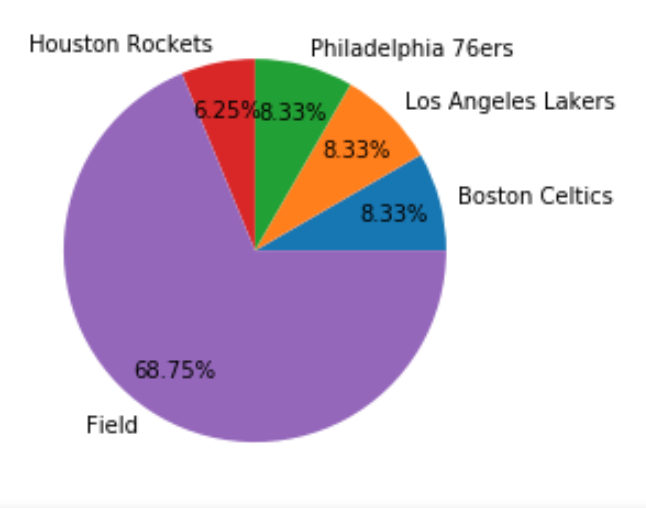 Houston Rockets
Philadelphia 76ers
Los Angeles Lakers
6.25%
8.33%
8.33%
Boston Celtics
8.33%
68.75%
Field